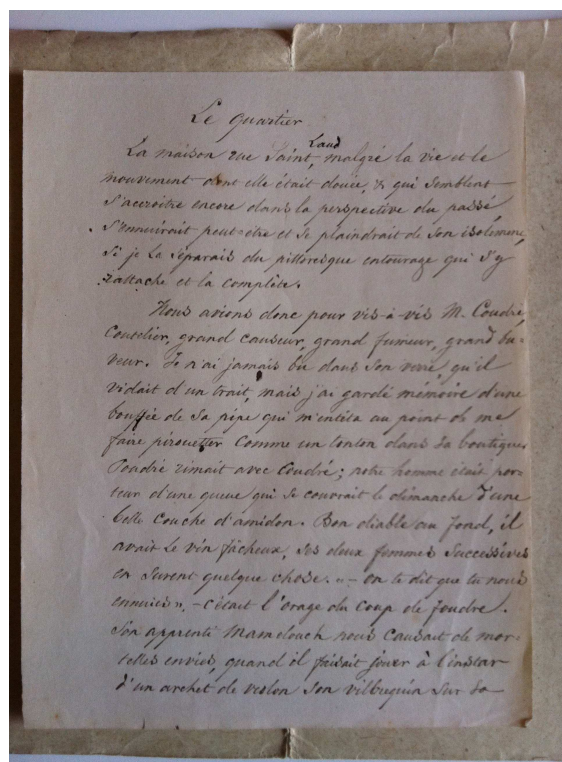 Le quartier
Laud
La maison rue Saint, malgré la vie et le
mouvement dont elle était douée, & qui semblent
s'accroitre encore dans la perspective du passé,
s'ennuirait peut-être et se plaindrait de son isolement,
si je la séparais du pittoresque entourage qui s'y
rattache et la complète.
Nous avions donc pour vis-à-vis M. Coudré,
Coutelier, grand causeur, grand fumeur, grand bu-
veur. Je n'ai jamais bu dans son verre, qu'il
vidait d'un trait, mais j'ai gardé mémoire d'une
bouffée de sa pipe qui m'entêta au point de me
faire pirouetter comme un tonton dans sa boutique.
Poudré rimait avec Coudré; notre homme était por-
teur d'une queue qui se couvrait le dimanche d'une
belle couche d'amidon. Bon diable au fond, il
avait le vin fâcheux, ses deux femmes successives
en surent quelque chose. "- on te dit que tu nous
ennuies", - c'était l'orage du coup de foudre.
Son apprenti Mamelouch nous causait de mor-
telles envies, quand il faisait jouer à l'instar
d'un archet de violon son vilbrequin sur sa